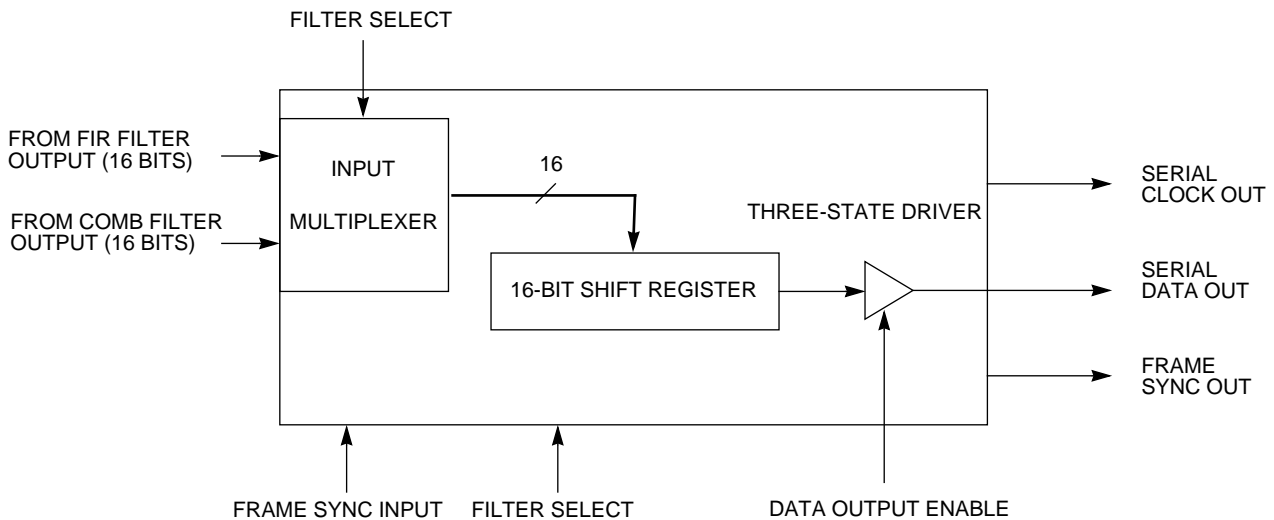 FILTER SELECT
FROM FIR FILTER
OUTPUT (16 BITS)
FROM COMB FILTER
OUTPUT (16 BITS)
INPUT
MULTIPLEXER
16
16-BIT SHIFT REGISTER
THREE-STATE DRIVER
SERIAL
CLOCK OUT
SERIAL
DATA OUT
FRAME
SYNC OUT
FRAME SYNC INPUT
FILTER SELECT
DATA OUTPUT ENABLE